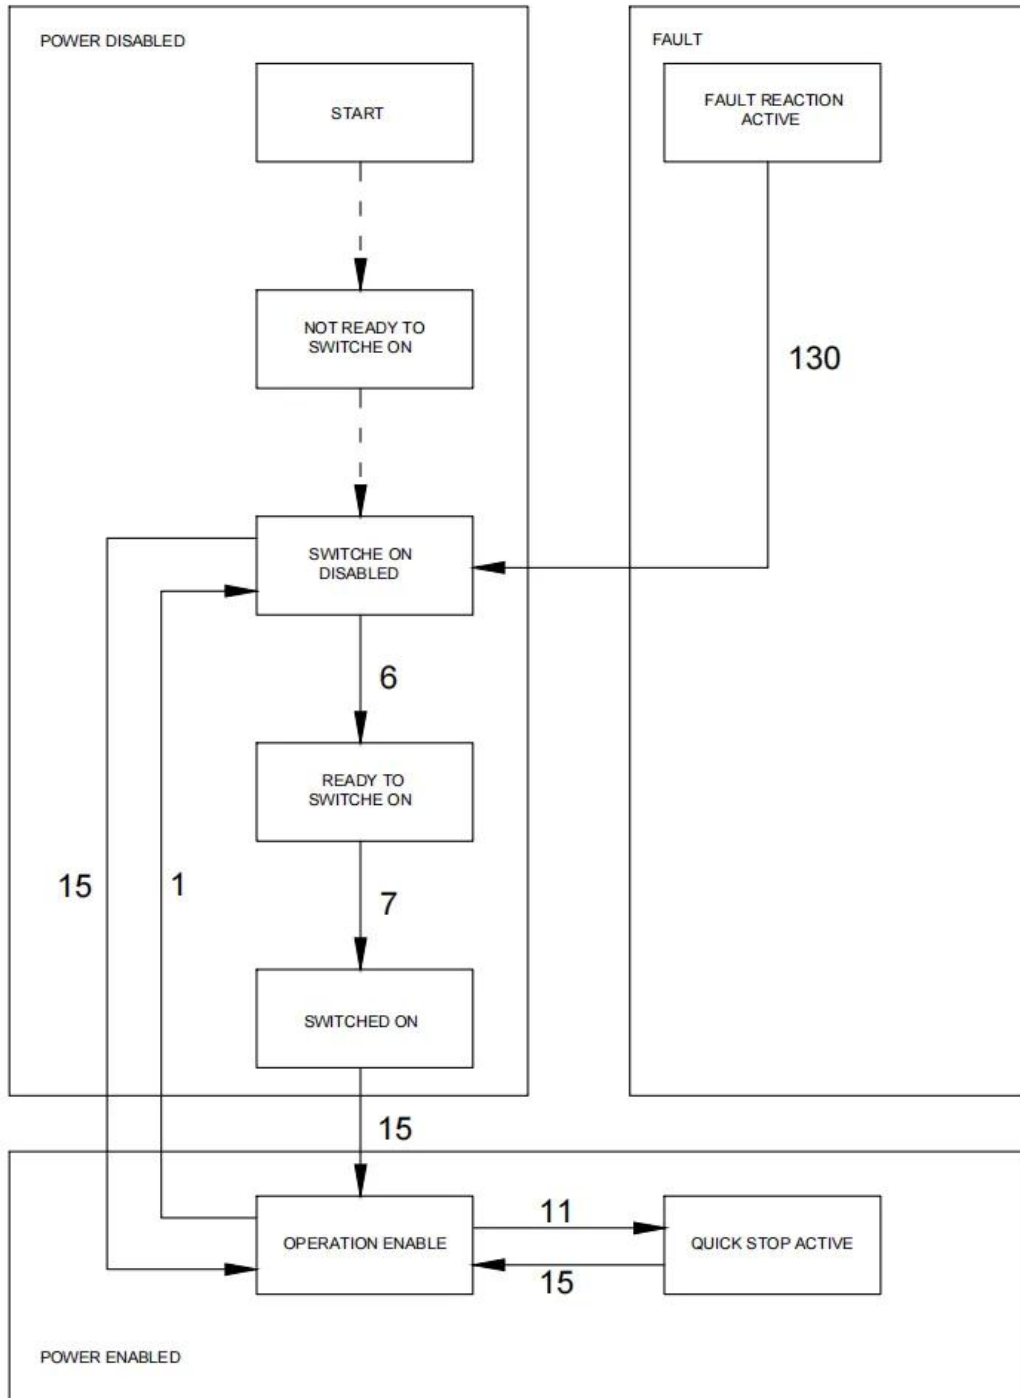 POWER DISABLED
START
NOT READY TO
SWITCHE ON
SWITCHE ON
DISABLED
6
READY TO
SWITCHE ON
15
1
7
SWITCHED ON
15
FAULT
FAULT REACTION
ACTIVE
130
OPERATION ENABLE
11
15
QUICK STOP ACTIVE
POWER ENABLED